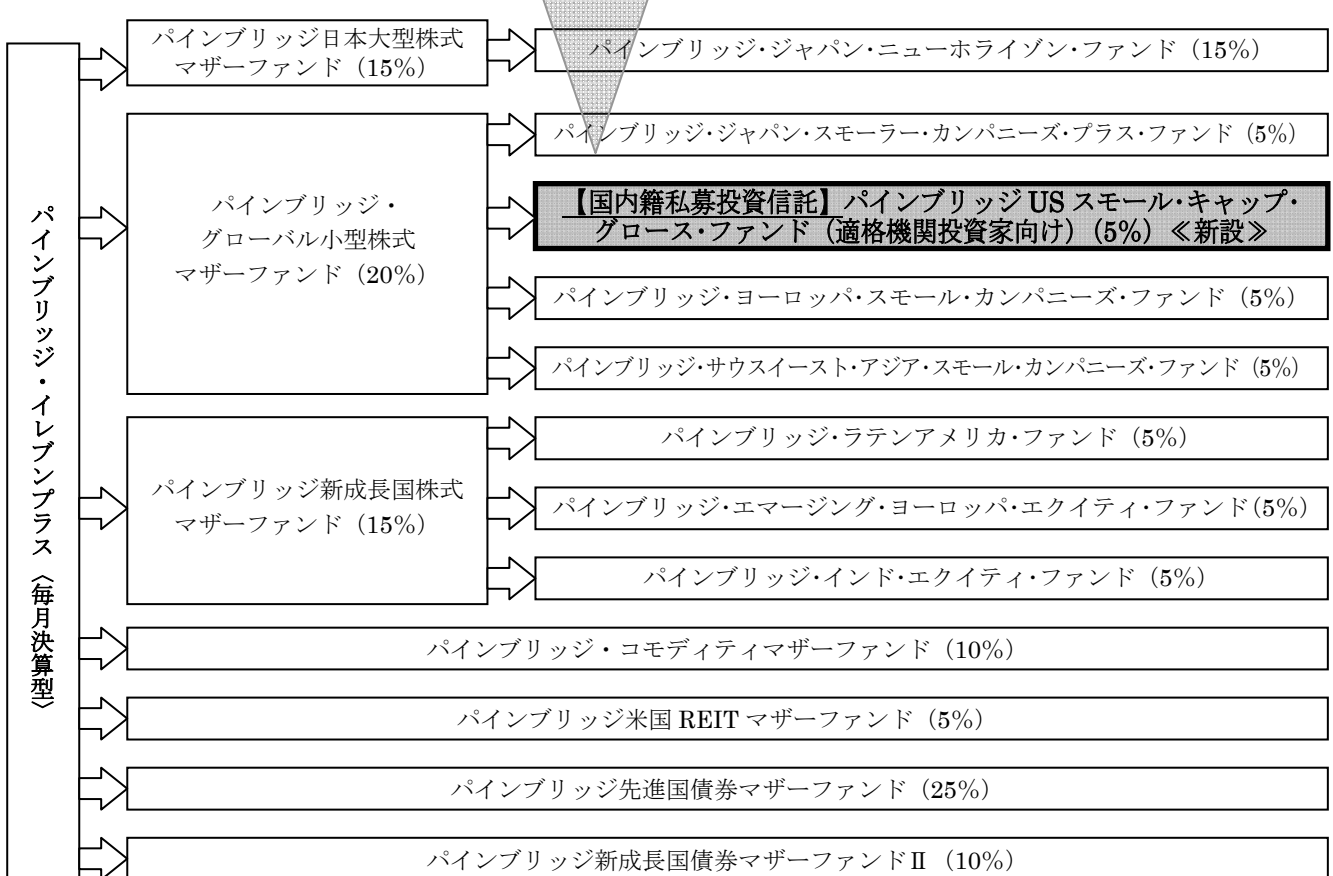 パインブリッジ・イレブンプラス〈毎月決算型〉
パインブリッジ日本大型株式
マザーファンド（15%）
パインブリッジ・ジャパン・ニューホライゾン・ファンド（15%）
パインブリッジ・
グローバル小型株式
マザーファンド（20%）
パインブリッジ・ジャパン・スモーラー・カンパニーズ・プラス・ファンド（5%）
【国内籍私募投資信託】パインブリッジ US スモール・キャップ・
グロース・ファンド（適格機関投資家向け）（5%）≪新設≫
パインブリッジ・ヨーロッパ・スモール・カンパニーズ・ファンド（5%）
パインブリッジ・サウスイースト・アジア・スモール・カンパニーズ・ファンド（5%）
パインブリッジ新成長国株式
マザーファンド（15%）
パインブリッジ・ラテンアメリカ・ファンド（5%）
パインブリッジ・エマージング・ヨーロッパ・エクイティ・ファンド（5%）
パインブリッジ・インド・エクイティ・ファンド（5%）
パインブリッジ・コモディティマザーファンド（10%）
パインブリッジ米国 REIT マザーファンド（5%）
パインブリッジ先進国債券マザーファンド（25%）
パインブリッジ新成長国債券マザーファンドⅡ（10%）